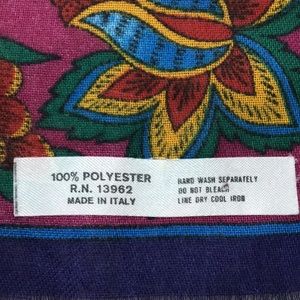 100% POLYESTER
R.N. 13962
MADE IN ITALY
HAND WASH SEPARATELY
DO NOT BLEACH
LINE DRY COOL IRON